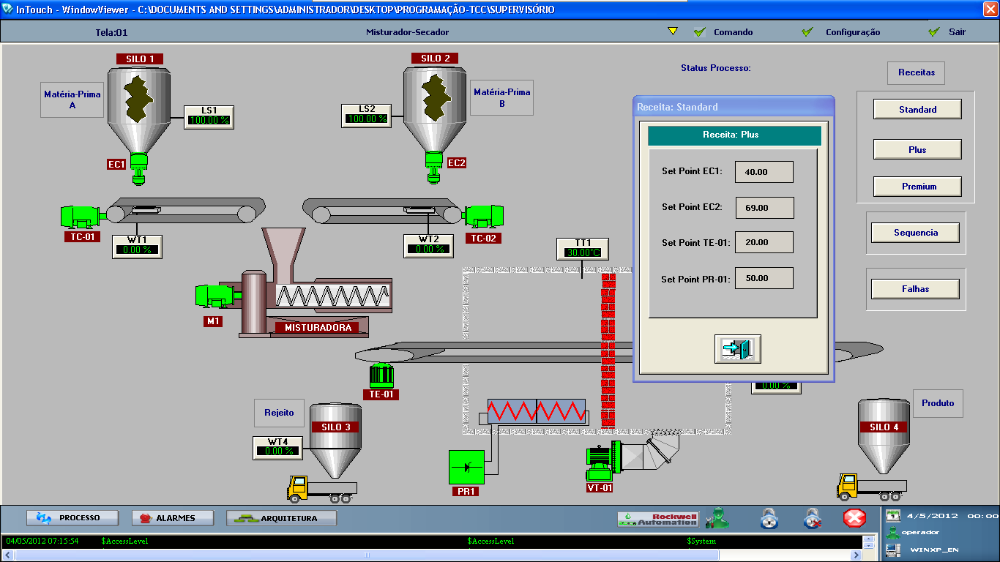 InTouch - WindowViewer - C:\DOCUMENTS AND SETTINGS\ADMINISTRADOR\DESKTOP\PROGRAMAÇÃO-TCC\SUPERVISÓRIO
Tela:01
Misturador-Secador
Comando
Configuração
Sair
SILO 1
SILO 2
Status Processo:
Receitas
Matéria-Prima
A
LS1
100.00 %
LS2
100.00 %
Matéria-Prima
B
Receita: Standard
Receita: Plus
Set Point EC1:
40.00
Set Point EC2:
69.00
Set Point TE-01:
20.00
Set Point PR-01:
50.00
Standard
Plus
Premium
Sequencia
Falhas
EC1
EC2
TC-01
WT1
0.00 %
WT2
0.00 %
TC-02
TT1
30.00°C
M1
MISTURADORA
TE-01
0.00 %
Rejeito
SILO 3
WT4
0.00 %
PR1
VT-01
Produto
SILO 4
PROCESSO
ALARMES
ARQUITETURA
Rockwell
Automation
4/5/2012 00:00
operador
WINXP_EN
04/05/2012 07:15:54 $AccessLevel $AccessLevel $System